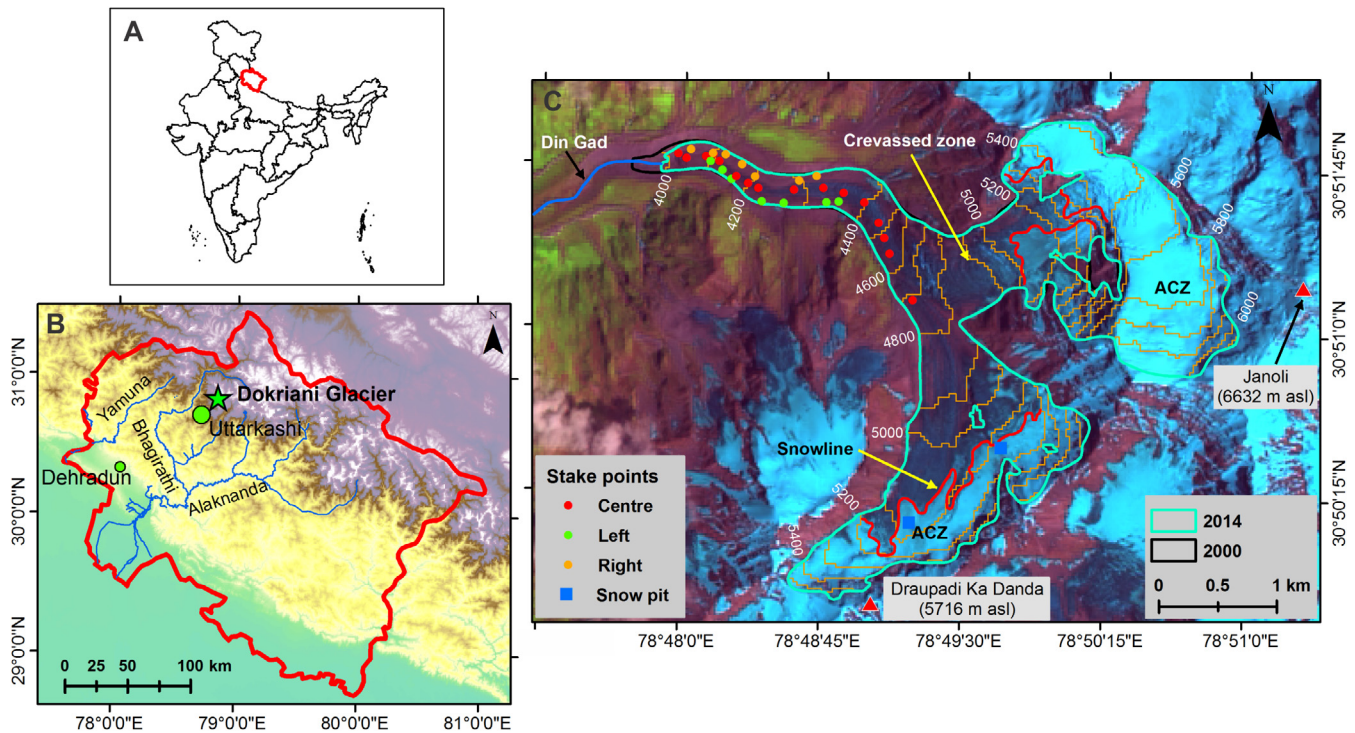 A
B
N
Dokriani Glacier
Uttarkashi
Yamuna
Bhagirathi
Dehradun
Alaknanda
31°0'0"N
30°0'0"N
29°0'0"N
0 25 50 100 km
78°0'0"E
79°0'0"E
80°0'0"E
81°0'0"E
C
N
Din Gad
Crevassed zone
4000
4200
4400
4600
4800
5000
5200
5400
5000
5200
5400
5600
5800
6000
ACZ
ACZ
Snowline
Janoli
(6632 m asl)
Draupadi Ka Danda
(5716 m asl)
Stake points
Centre
Left
Right
Snow pit
2014
2000
0 0.5 1 km
30°51'45"N
30°51'0"N
30°50'15"N
78°48'0"E
78°48'45"E
78°49'30"E
78°50'15"E
78°51'0"E